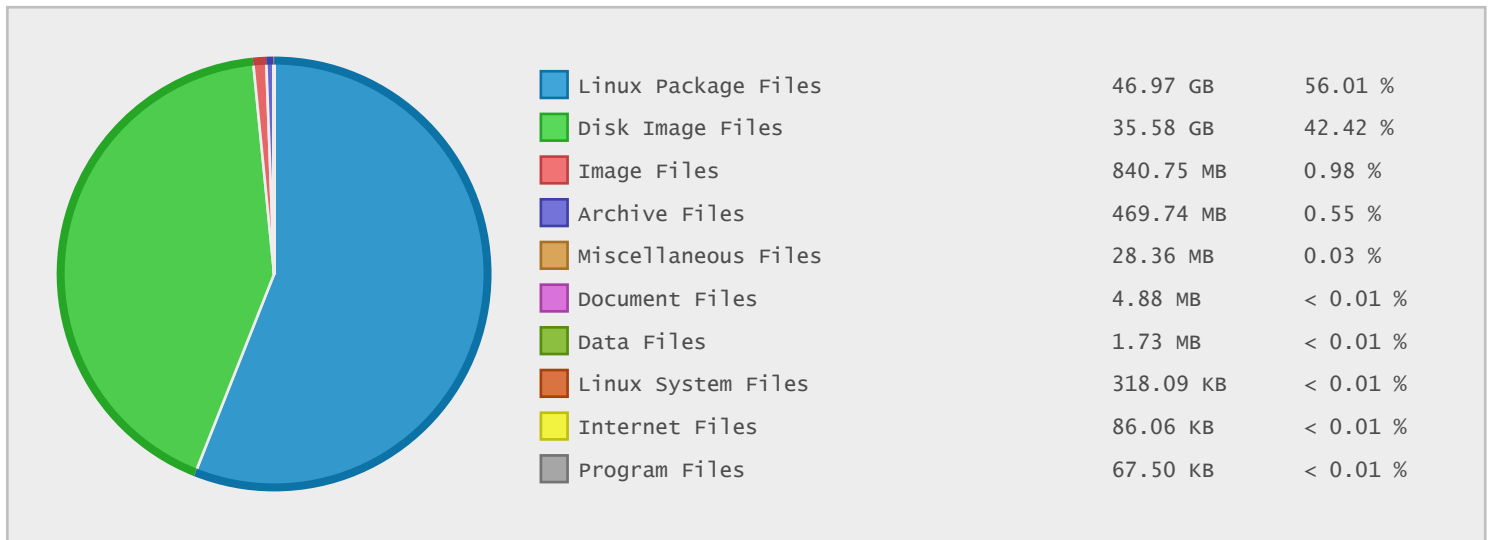 Linux Package Files 46.97 GB 56.01 %
Disk Image Files 35.58 GB 42.42 %
Image Files 840.75 MB 0.98 %
Archive Files 469.74 MB 0.55 %
Miscellaneous Files 28.36 MB 0.03 %
Document Files 4.88 MB < 0.01 %
Data Files 1.73 MB < 0.01 %
Linux System Files 318.09 KB < 0.01 %
Internet Files 86.06 KB < 0.01 %
Program Files 67.50 KB < 0.01 %